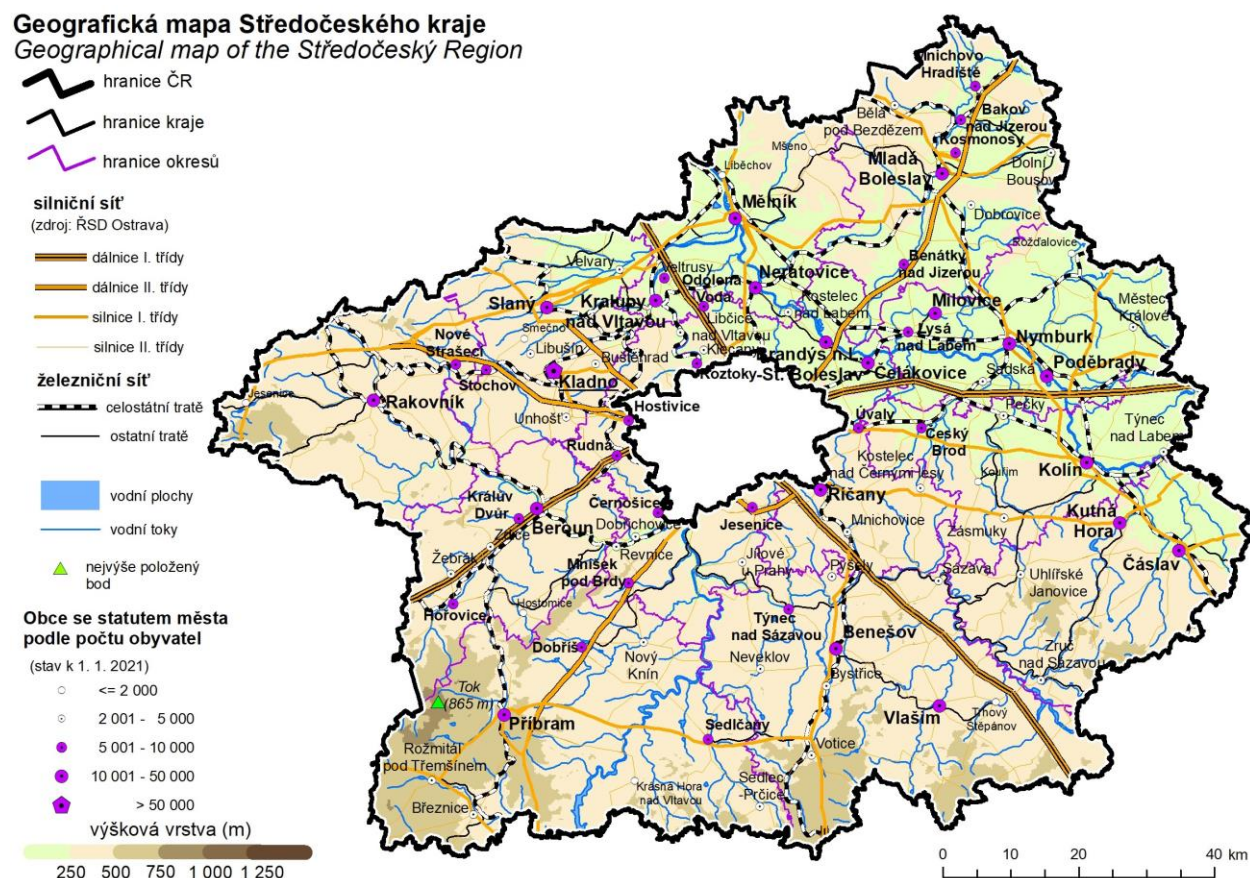 Geografická mapa Středočeského kraje
Geographical map of the Středočeský Region
hranice ČR
hranice kraje
hranice okresů
silniční síť
(zdroj: ŘSD Ostrava)
dálnice I. třídy
dálnice II. třídy
silnice I. třídy
silnice II. třídy
železniční síť
celostátní tratě
ostatní tratě
vodní plochy
vodní toky
nejvýše položený
bod
Obce se statutem města
podle počtu obyvatel
(stav k 1. 1. 2021)
<= 2 000
2 001 - 5 000
5 001 - 10 000
10 001 - 50 000
> 50 000
výšková vrstva (m)
250 500 750 1 000 1 250
Hradiště
Bělá
pod Bezdězem
Bakov
nad Jizerou
Kosmonosy
Mšeno
Liběchov
Mladá
Boleslav
Dolní
Bousov
Mělník
Dobrovice
Rožďalovice
Velvary
Veltrusy
Odolena
Voda
Neratovice
Benátky
nad Jizerou
Slaný
Kralupy
nad Vltavou
Kostelec
nad Labem
Milovice
Městec
Králové
Smečno
Libčice
nad Vltavou
Lysá
nad Labem
Nymburk
Nové
Strašecí
Libušín
Buštěhrad
Klecany
Brandýs n.L.
-St. Boleslav
Poděbrady
Stochov
Kladno
Roztoky
Čelákovice
Sadská
Jesenice
Rakovník
Unhošť
Hostivice
Pečky
Týnec
nad Labem
Úvaly
Český
Brod
Rudná
Kostelec
nad Černými lesy
Kouřim
Kolín
Králův
Dvůr
Beroun
Černošice
Dobřichovice
Řevnice
Jesenice
Říčany
Mnichovice
Zásmuky
Kutná
Hora
Žebrák
Zdice
Mníšek
pod Brdy
Jílové
u Prahy
Pyšely
Sázava
Uhlířské
Janovice
Čáslav
Hořovice
Hostomice
Týnec
nad Sázavou
Benešov
Dobříš
Nový
Knín
Neveklov
Bystřice
Zruč
nad Sázavou
Tok
(865 m)
Příbram
Sedlčany
Vlašim
Trhový
Štěpánov
Rožmitál
pod Třemšínem
Votice
Krásná Hora
nad Vltavou
Sedlec
-Prčice
Březnice
0 10 20 40 km